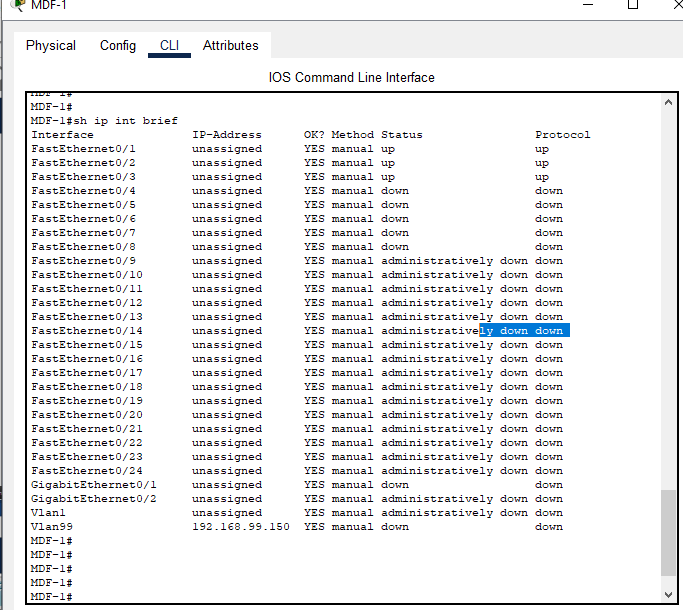 MDF-1
Physical Config CLI Attributes
IOS Command Line Interface
MDF-1#
MDF-1#
MDF-1#sh ip int brief
Interface IP-Address OK? Method Status Protocol
FastEthernet0/1 unassigned YES manual up up
FastEthernet0/2 unassigned YES manual up up
FastEthernet0/3 unassigned YES manual up up
FastEthernet0/4 unassigned YES manual down down
FastEthernet0/5 unassigned YES manual down down
FastEthernet0/6 unassigned YES manual down down
FastEthernet0/7 unassigned YES manual down down
FastEthernet0/8 unassigned YES manual down down
FastEthernet0/9 unassigned YES manual administratively down down
FastEthernet0/10 unassigned YES manual administratively down down
FastEthernet0/11 unassigned YES manual administratively down down
FastEthernet0/12 unassigned YES manual administratively down down
FastEthernet0/13 unassigned YES manual administratively down down
FastEthernet0/14 unassigned YES manual administratively down down
FastEthernet0/15 unassigned YES manual administratively down down
FastEthernet0/16 unassigned YES manual administratively down down
FastEthernet0/17 unassigned YES manual administratively down down
FastEthernet0/18 unassigned YES manual administratively down down
FastEthernet0/19 unassigned YES manual administratively down down
FastEthernet0/20 unassigned YES manual administratively down down
FastEthernet0/21 unassigned YES manual administratively down down
FastEthernet0/22 unassigned YES manual administratively down down
FastEthernet0/23 unassigned YES manual administratively down down
FastEthernet0/24 unassigned YES manual administratively down down
GigabitEthernet0/1 unassigned YES manual down down
GigabitEthernet0/2 unassigned YES manual administratively down down
Vlan1 unassigned YES manual administratively down down
Vlan99 192.168.99.150 YES manual down down
MDF-1#
MDF-1#
MDF-1#
MDF-1#
MDF-1#